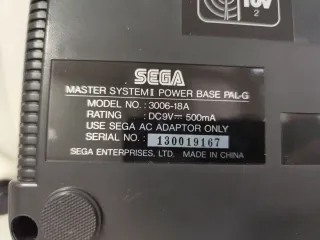 TÜV
2
SEGA
MASTER SYSTEM II POWER BASE PAL-G
MODEL NO. : 3006-18A
RATING : DC9V⎓ 500mA
USE SEGA AC ADAPTOR ONLY
SERIAL NO. : 130019167
SEGA ENTERPRISES, LTD. MADE IN CHINA